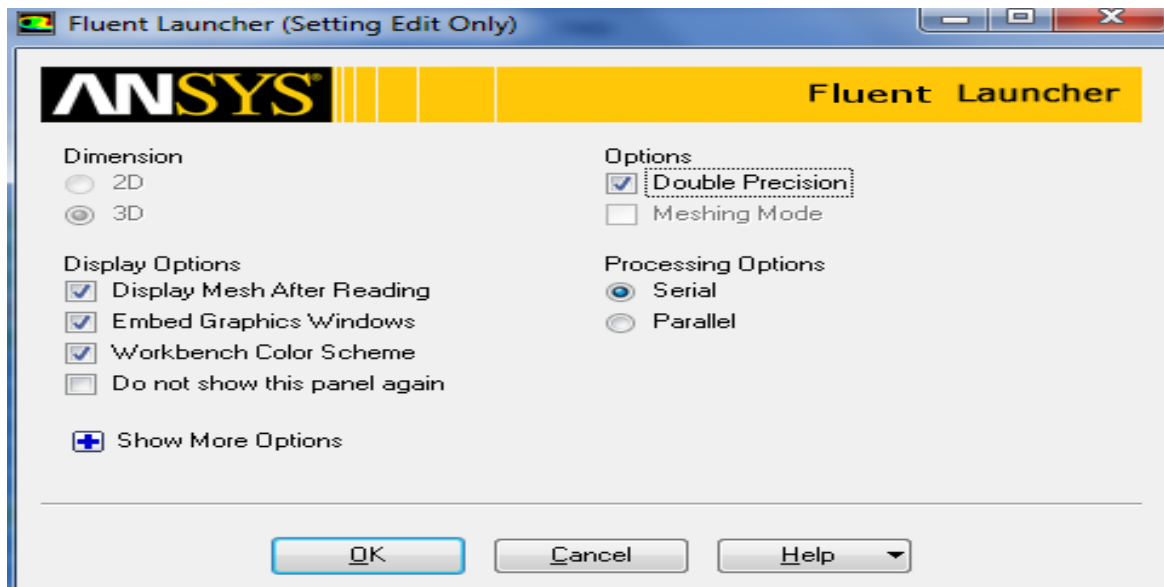 Fluent Launcher (Setting Edit Only)
ANSYS®
Fluent Launcher
Dimension
2D
3D
Options
Double Precision
Meshing Mode
Display Options
Display Mesh After Reading
Embed Graphics Windows
Workbench Color Scheme
Do not show this panel again
Processing Options
Serial
Parallel
Show More Options
OK
Cancel
Help